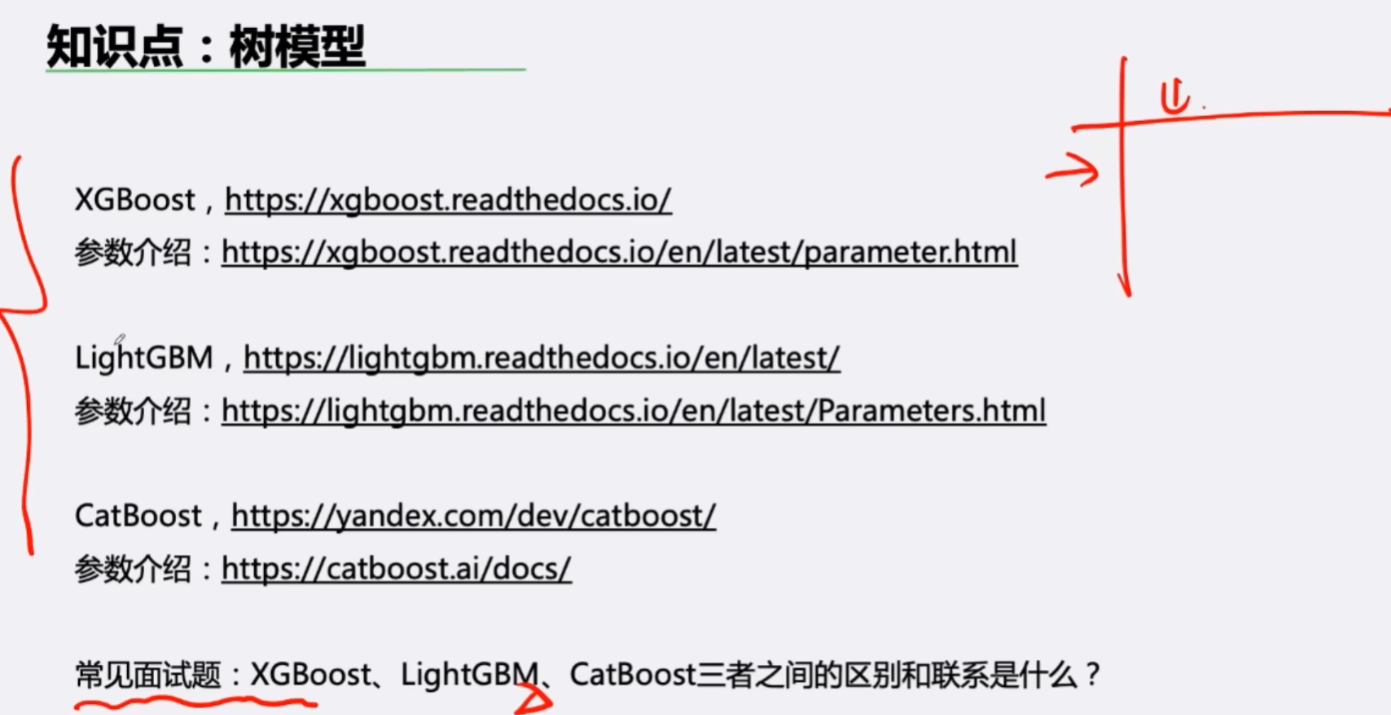 知识点：树模型
XGBoost，https://xgboost.readthedocs.io/
参数介绍：https://xgboost.readthedocs.io/en/latest/parameter.html
LightGBM，https://lightgbm.readthedocs.io/en/latest/
参数介绍：https://lightgbm.readthedocs.io/en/latest/Parameters.html
CatBoost，https://yandex.com/dev/catboost/
参数介绍：https://catboost.ai/docs/
常见面试题：XGBoost、LightGBM、CatBoost三者之间的区别和联系是什么？